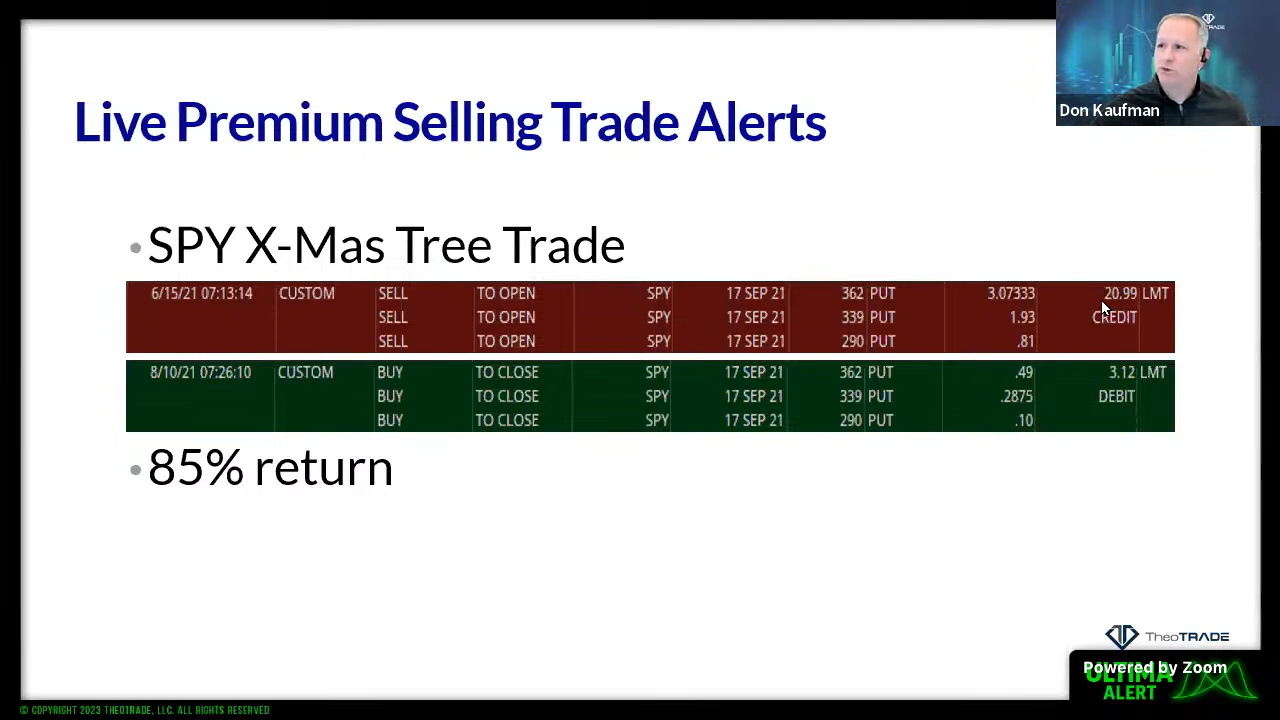 TRADE
Don Kaufman
Live Premium Selling Trade Alerts
• SPY X-Mas Tree Trade
6/15/21 07:13:14 CUSTOM SELL TO OPEN SPY 17 SEP 21 362 PUT 3.07333 20.99 LMT
SELL TO OPEN SPY 17 SEP 21 339 PUT 1.93 CREDIT
SELL TO OPEN SPY 17 SEP 21 290 PUT .81
8/10/21 07:26:10 CUSTOM BUY TO CLOSE SPY 17 SEP 21 362 PUT .49 3.12 LMT
BUY TO CLOSE SPY 17 SEP 21 339 PUT .2875 DEBIT
BUY TO CLOSE SPY 17 SEP 21 290 PUT .10
• 85% return
TheoTRADE
Powered by Zoom
ULTIMA
ALERT
© COPYRIGHT 2023 THEOTRADE, LLC. ALL RIGHTS RESERVED